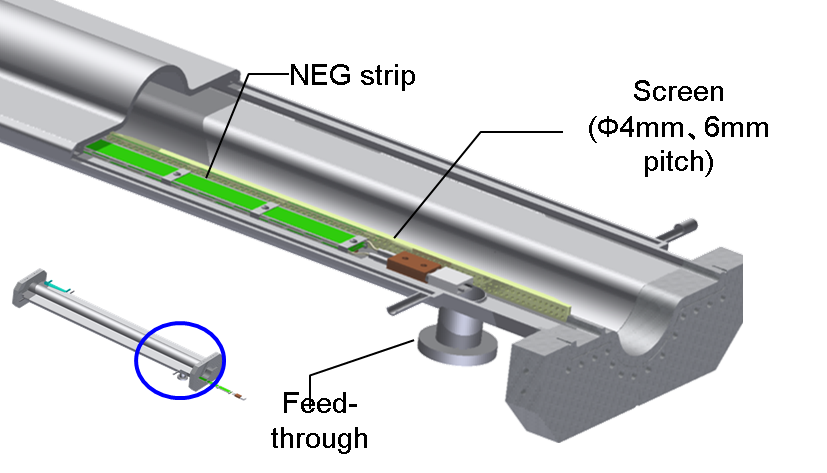 NEG strip
Screen
(Φ4mm、6mm
pitch)
Feed-
through